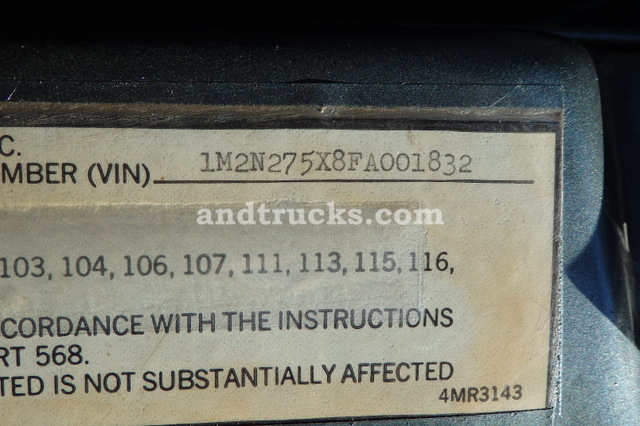 C.
MBER (VIN) 1M2N275X8FA001832
andtrucks.com
103, 104, 106, 107, 111, 113, 115, 116,
CORDANCE WITH THE INSTRUCTIONS
RT 568.
TED IS NOT SUBSTANTIALLY AFFECTED
4MR3143